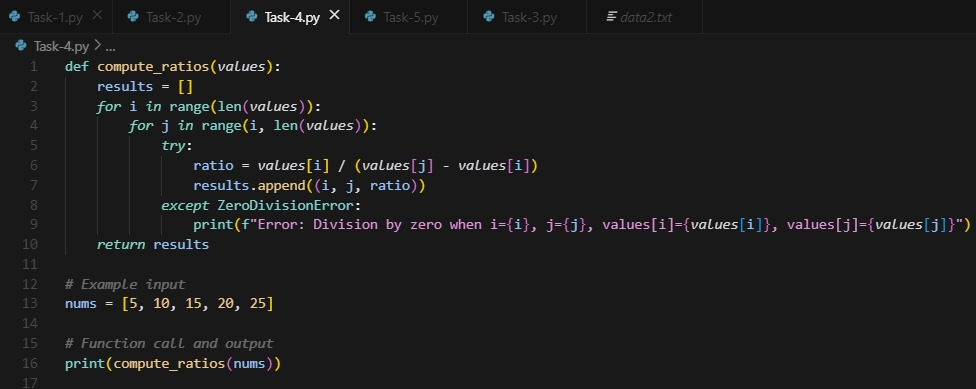 Task-1.py Task-2.py Task-4.py Task-5.py Task-3.py data2.txt
Task-4.py > ...
1 def compute_ratios(values):
2     results = []
3     for i in range(len(values)):
4         for j in range(i, len(values)):
5             try:
6                 ratio = values[i] / (values[j] - values[i])
7                 results.append((i, j, ratio))
8             except ZeroDivisionError:
9                 print(f"Error: Division by zero when i={i}, j={j}, values[i]={values[i]}, values[j]={values[j]}")
10     return results
11
12 # Example input
13 nums = [5, 10, 15, 20, 25]
14
15 # Function call and output
16 print(compute_ratios(nums))
17